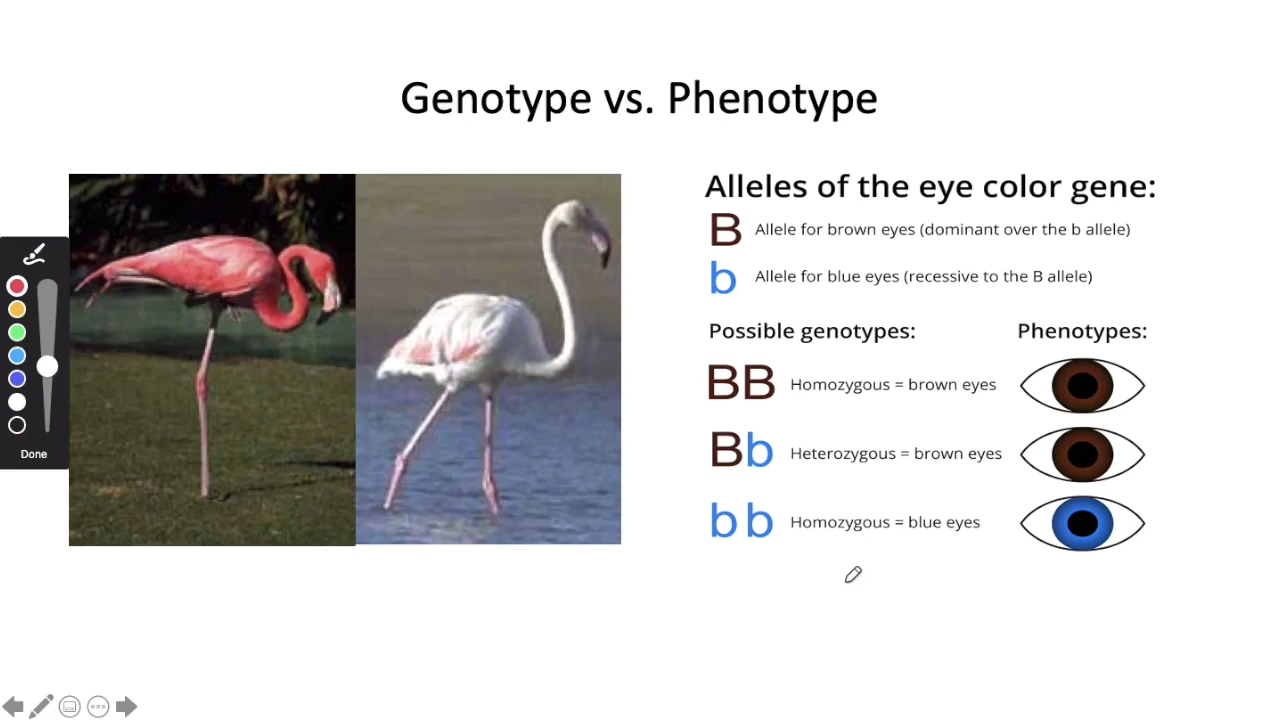 Genotype vs. Phenotype
Alleles of the eye color gene:
B Allele for brown eyes (dominant over the b allele)
b Allele for blue eyes (recessive to the B allele)
Possible genotypes: Phenotypes:
BB Homozygous = brown eyes
Bb Heterozygous = brown eyes
bb Homozygous = blue eyes
Done